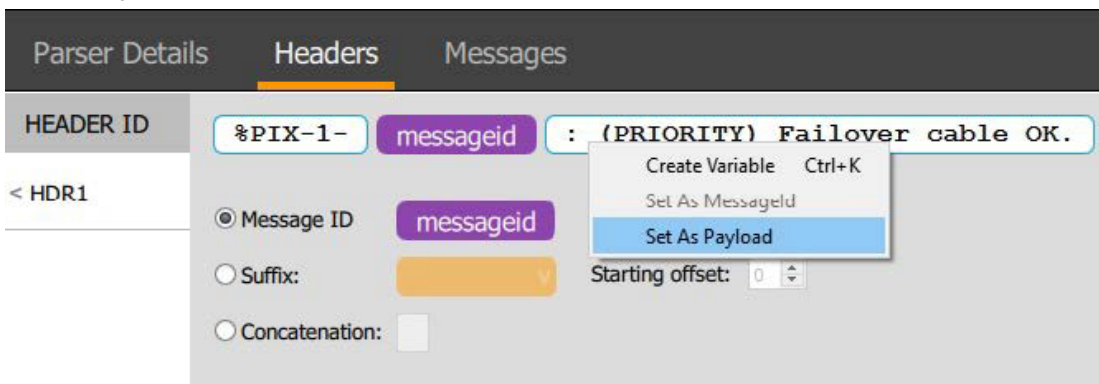 Parser Details Headers Messages
HEADER ID
%PIX-1- messageid : (PRIORITY) Failover cable OK.
Create Variable Ctrl+K
< HDR1
Set As MessageId
Message ID messageid
Set As Payload
Suffix: v Starting offset: 0
Concatenation: